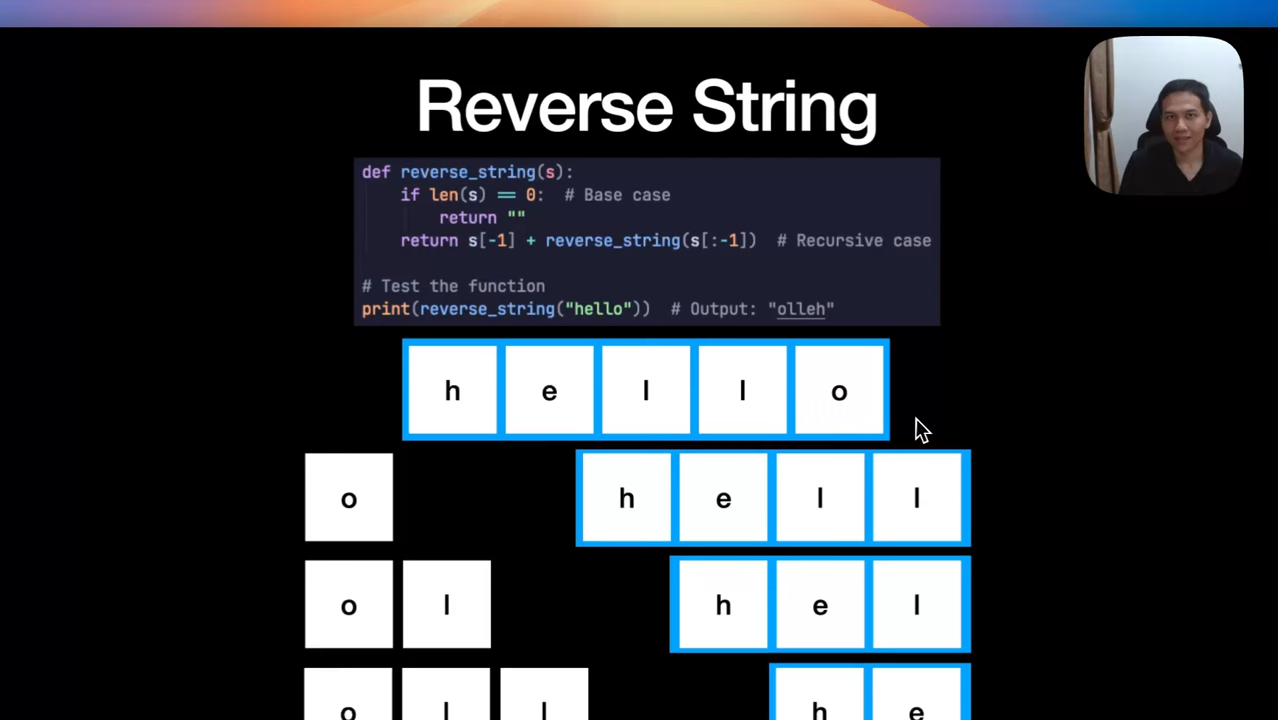 Reverse String
def reverse_string(s):
    if len(s) == 0:  # Base case
        return ""
    return s[-1] + reverse_string(s[:-1])  # Recursive case
# Test the function
print(reverse_string("hello"))  # Output: "olleh"
h e l l o
o h e l l
o l h e l
o l l h e